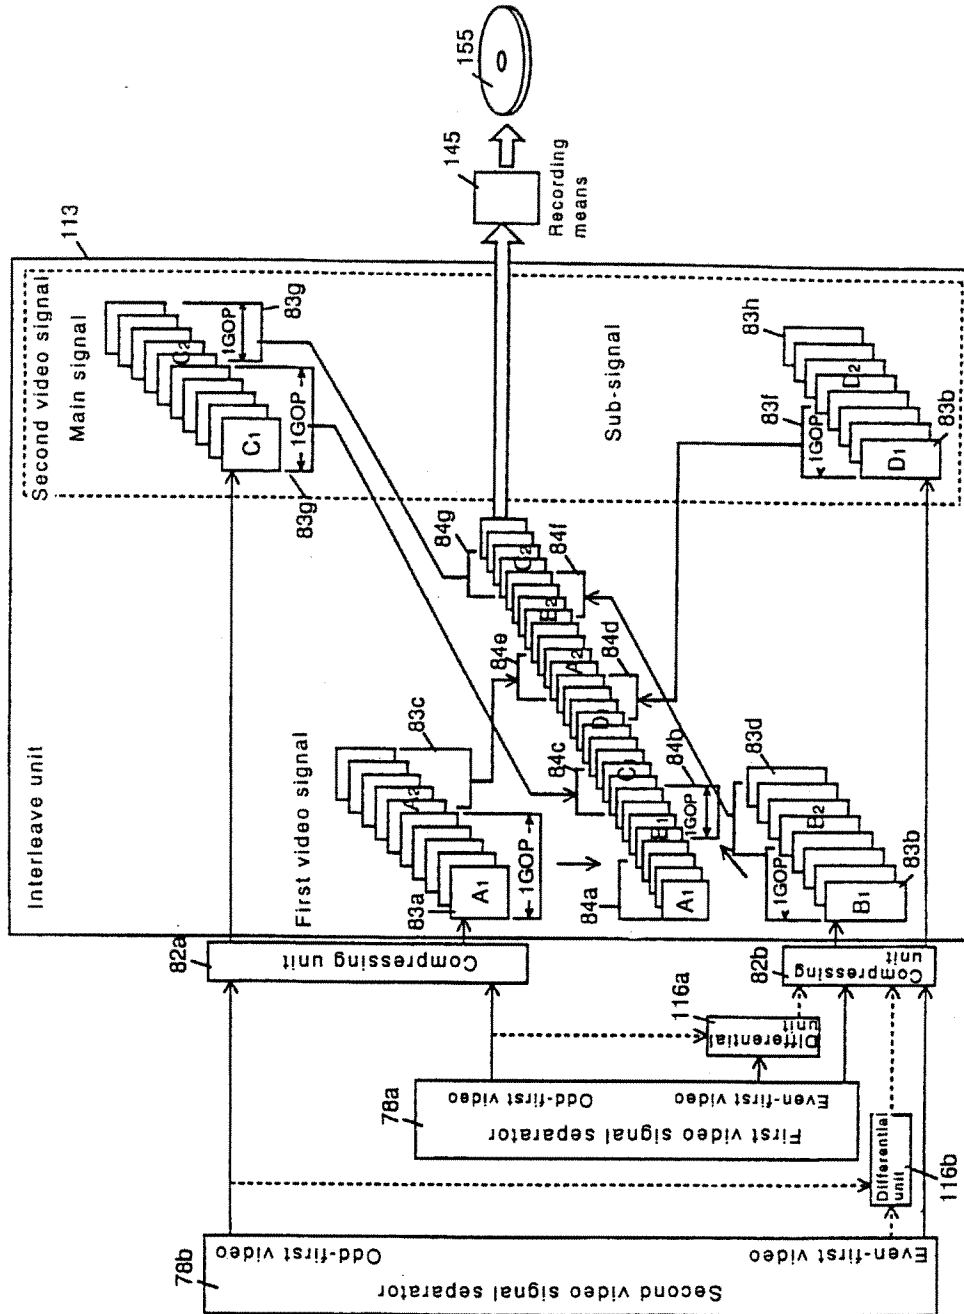 78b
Second video signal separator
Odd-first video
Even-first video
116b
Differential
unit
78a
First video signal separator
Odd-first video
Even-first video
116a
Differential
unit
82a
Compressing unit
82b
Compressing
unit
113
Interleave unit
First video signal
83a
A1
A2
1GOP
83c
84a
A1
B1
1GOP
84b
84c
C1
D1
84d
84e
A2
B2
84f
84g
C2
1GOP
B1
B2
83b
83d
Second video signal
Main signal
C1
C2
1GOP
83g
1GOP
83g
Sub-signal
83h
83f
1GOP
D1
D2
83b
145
Recording
means
155